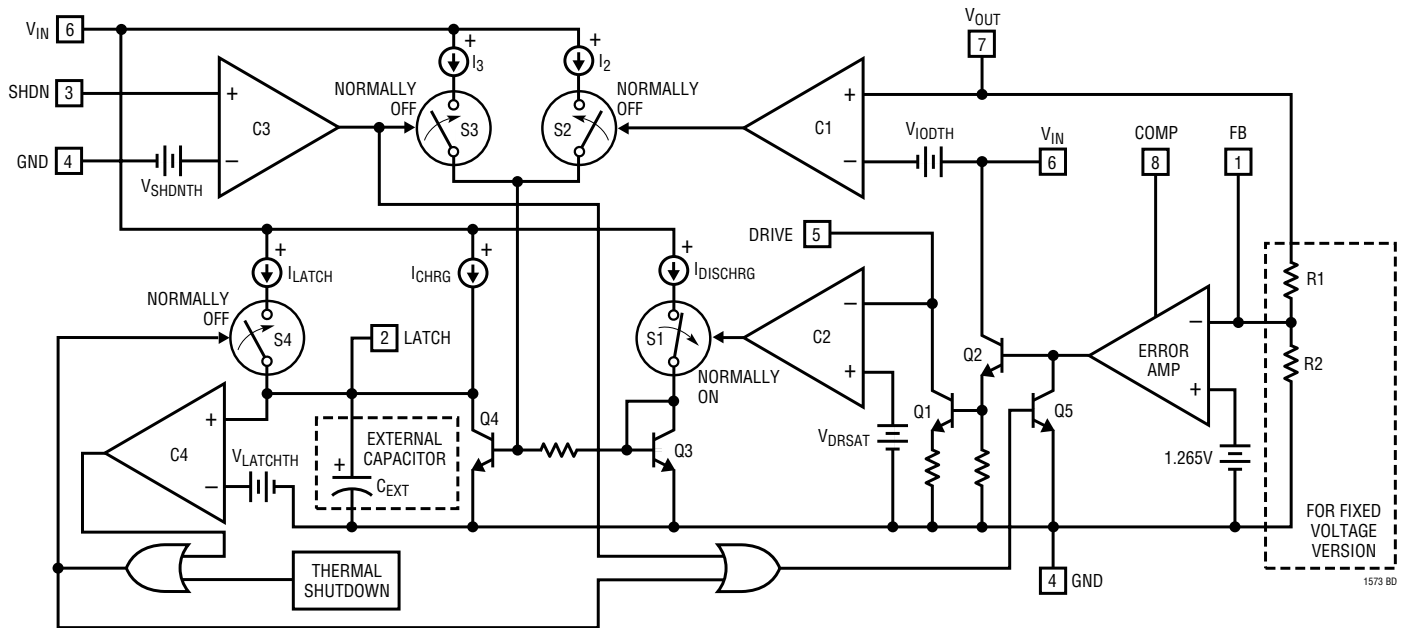 VIN 6
SHDN 3
GND 4
VSHDNTH
+
C3
−
NORMALLY
OFF
+
I3
S3
+
I2
S2
NORMALLY
OFF
+
C1
−
VOUT
7
VIODTH
VIN
6
COMP
8
FB
1
DRIVE 5
+
ILATCH
NORMALLY
OFF
S4
+
ICHRG
2 LATCH
+
IDISCHRG
S1
NORMALLY
ON
−
C2
+
VDRSAT
Q2
Q1
Q5
−
ERROR
AMP
+
1.265V
R1
R2
FOR FIXED
VOLTAGE
VERSION
+
C4
−
VLATCHTH
EXTERNAL
CAPACITOR
+
CEXT
Q4
Q3
THERMAL
SHUTDOWN
4 GND
1573 BD